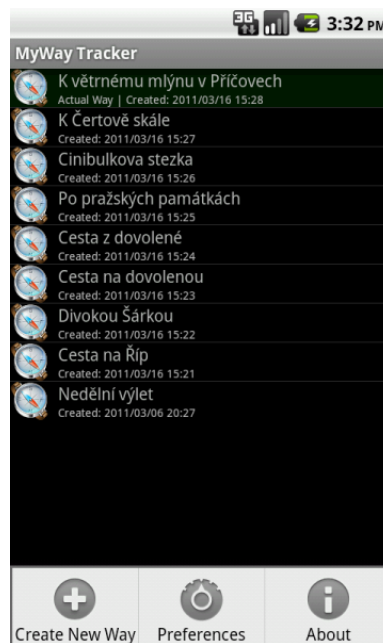 3G
3:32 PM
MyWay Tracker
K větrnému mlýnu v Příčovech
Actual Way | Created: 2011/03/16 15:28
K Čertově skále
Created: 2011/03/16 15:27
Cinibulkova stezka
Created: 2011/03/16 15:26
Po pražských památkách
Created: 2011/03/16 15:25
Cesta z dovolené
Created: 2011/03/16 15:24
Cesta na dovolenou
Created: 2011/03/16 15:23
Divokou Šárkou
Created: 2011/03/16 15:22
Cesta na Říp
Created: 2011/03/16 15:21
Nedělní výlet
Created: 2011/03/06 20:27
Create New Way
Preferences
About